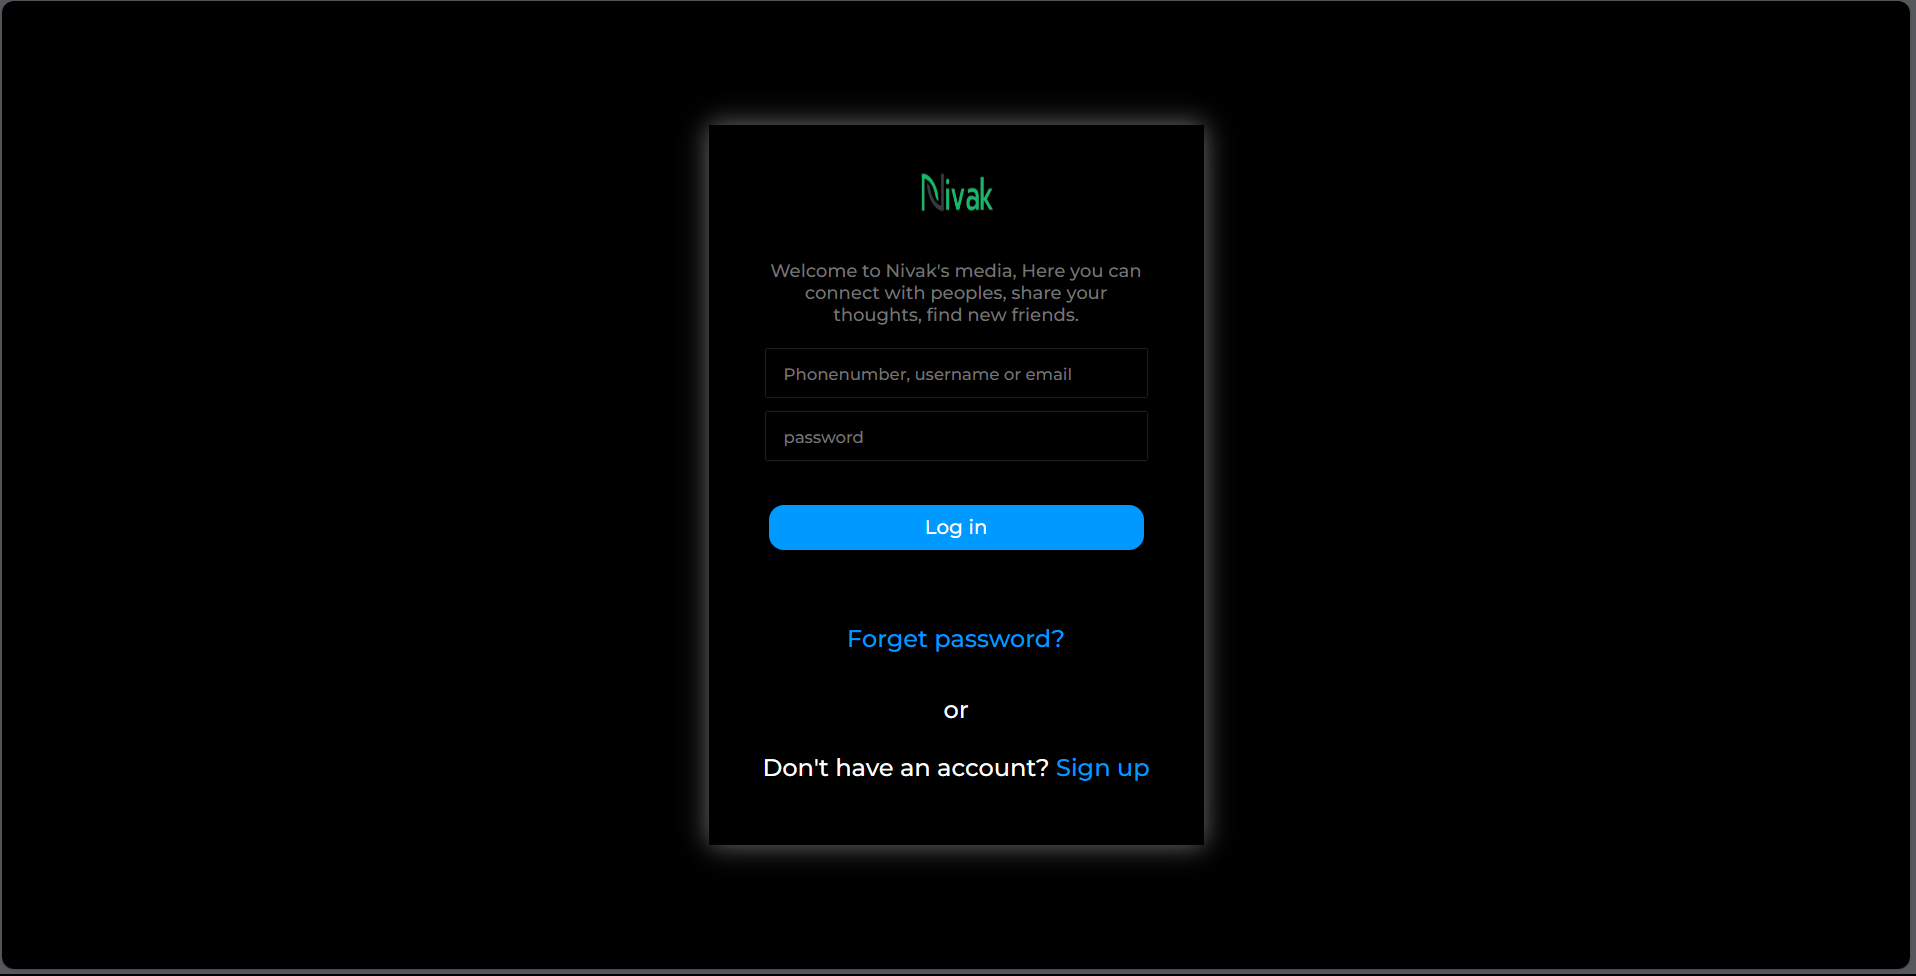 Nivak
Welcome to Nivak's media, Here you can
connect with peoples, share your
thoughts, find new friends.
Phonenumber, username or email
password
Log in
Forget password?
or
Don't have an account? Sign up